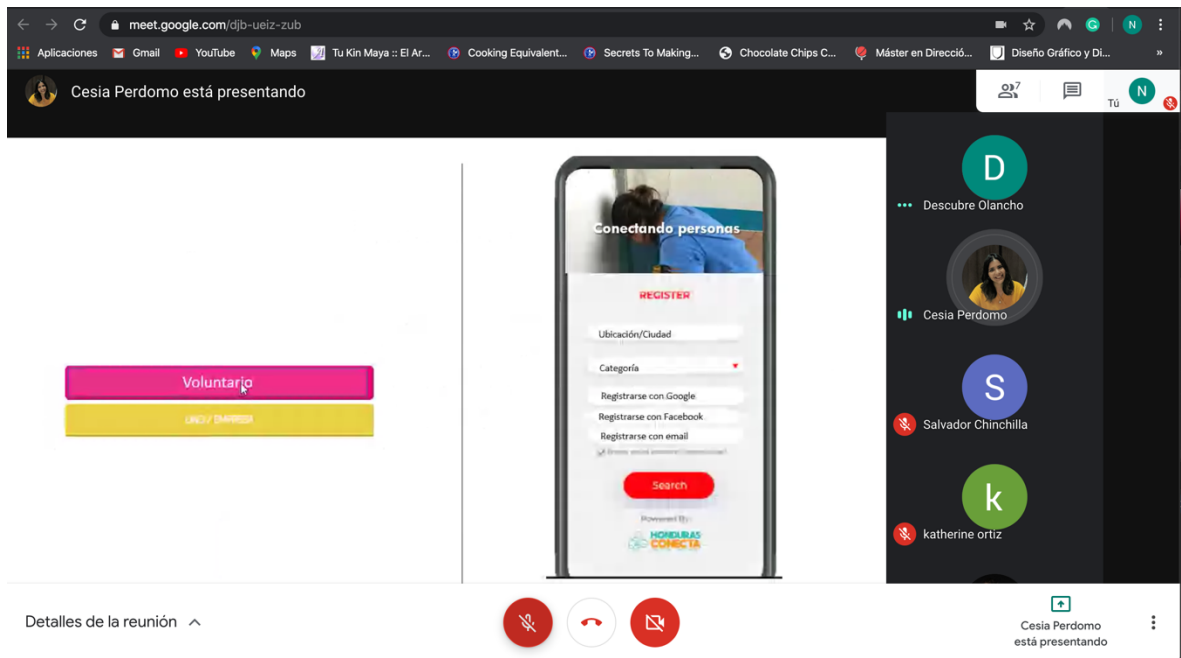 meet.google.com/djb-ueiz-zub
N
Aplicaciones
Gmail
YouTube
Maps
Tu Kin Maya :: El Ar...
Cooking Equivalent...
Secrets To Making...
Chocolate Chips C...
Máster en Direcció...
Diseño Gráfico y Di...
»
Cesia Perdomo está presentando
7
Tú
N
Voluntario
Conectando personas
REGISTER
Ubicación/Ciudad
Categoría
Registrarse con Google
Registrarse con Facebook
Registrarse con email
Search
Powered By:
HONDURAS
CONECTA
D
Descubre Olancho
Cesia Perdomo
S
Salvador Chinchilla
k
katherine ortiz
Detalles de la reunión
Cesia Perdomo
está presentando